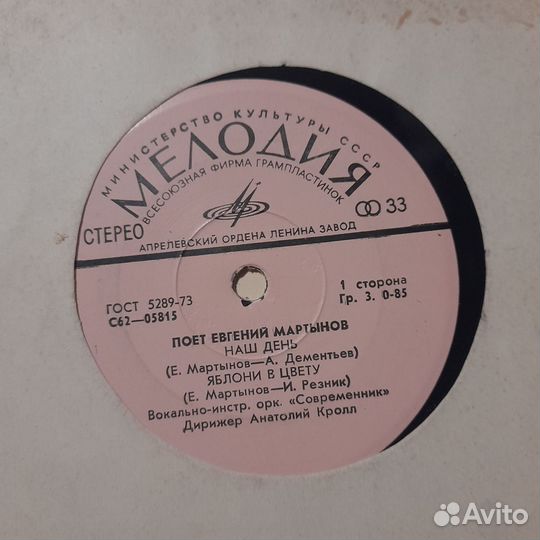 МИНИСТЕРСТВО КУЛЬТУРЫ СССР
МЕЛОДИЯ
ВСЕСОЮЗНАЯ ФИРМА ГРАМПЛАСТИНОК
СТЕРЕО
33
АПРЕЛЕВСКИЙ ОРДЕНА ЛЕНИНА ЗАВОД
ГОСТ 5289-73
С62—05815
1 сторона
Гр. 3. 0-85
ПОЕТ ЕВГЕНИЙ МАРТЫНОВ
НАШ ДЕНЬ
(Е. Мартынов—А. Дементьев)
ЯБЛОНИ В ЦВЕТУ
(Е. Мартынов—И. Резник)
Вокально-инстр. орк. «Современник»
Дирижер Анатолий Кролл
Avito